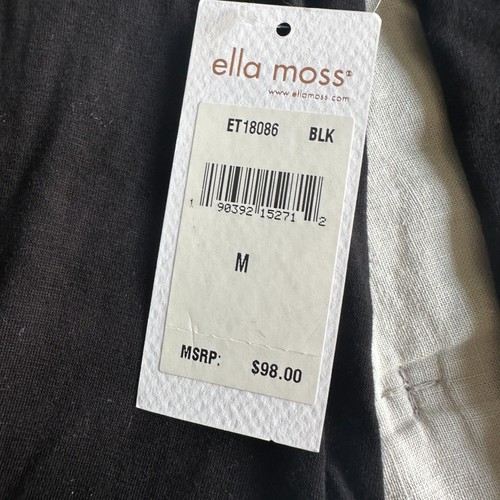 ella moss®
www.ellamoss.com
ET18086 BLK
1 90392 15271 2
M
MSRP: $98.00